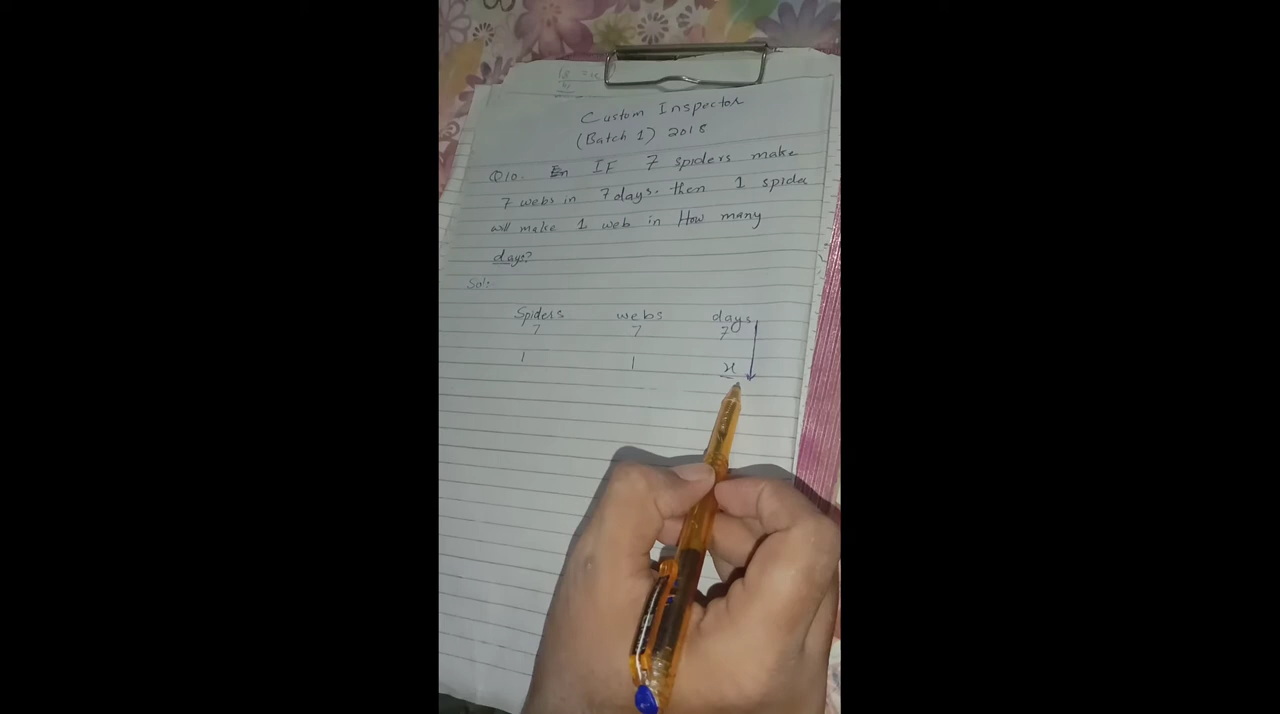 18 = x
Custom Inspector
(Batch 1) 2018
Q10. En IF 7 spiders make
7 webs in 7 days. then 1 spider
will make 1 web in How many
days?
Sol:
Spiders webs days
7 7 7
1 1 x